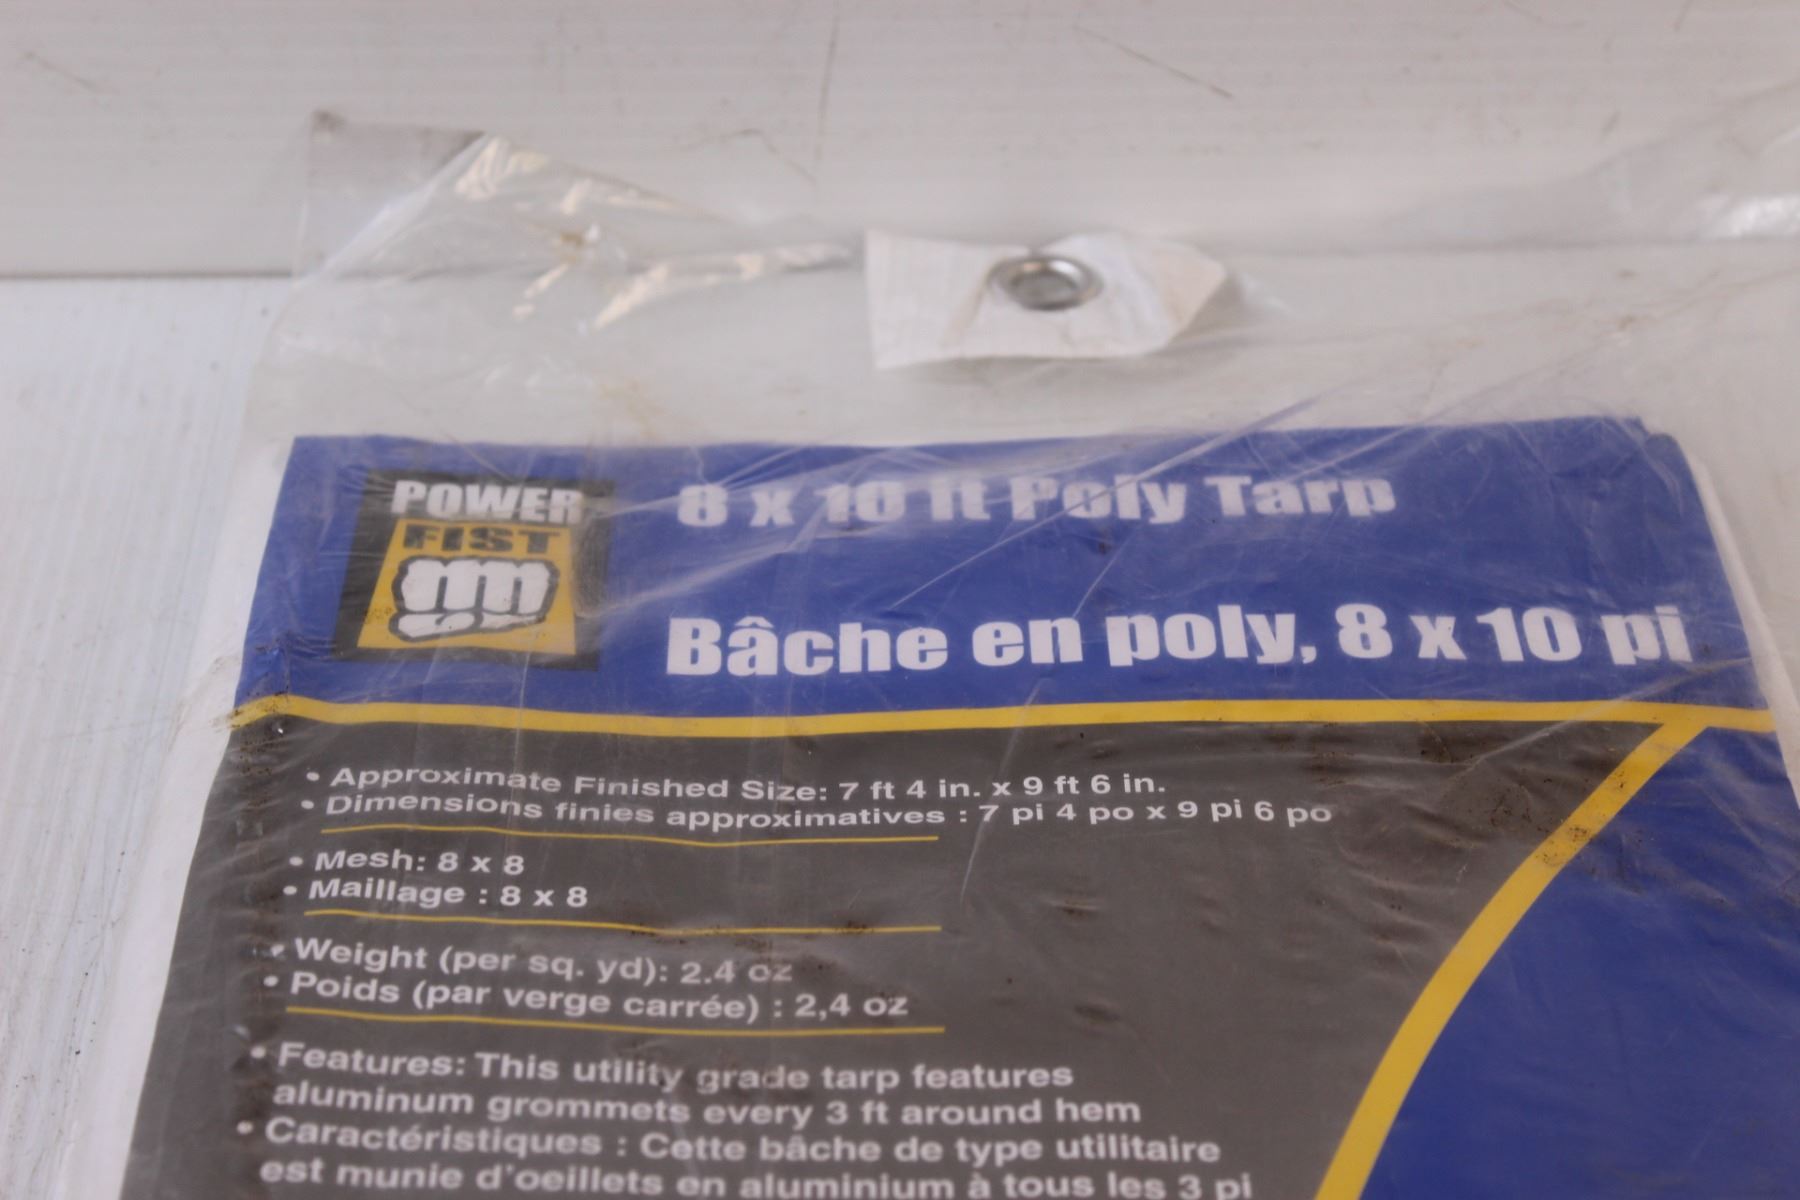 POWER
FIST
8 x 10 ft Poly Tarp
Bâche en poly, 8 x 10 pi
• Approximate Finished Size: 7 ft 4 in. x 9 ft 6 in.
• Dimensions finies approximatives : 7 pi 4 po x 9 pi 6 po
• Mesh: 8 x 8
• Maillage : 8 x 8
• Weight (per sq. yd): 2.4 oz
• Poids (par verge carrée) : 2,4 oz
• Features: This utility grade tarp features
aluminum grommets every 3 ft around hem
• Caractéristiques : Cette bâche de type utilitaire
est munie d'oeillets en aluminium à tous les 3 pi